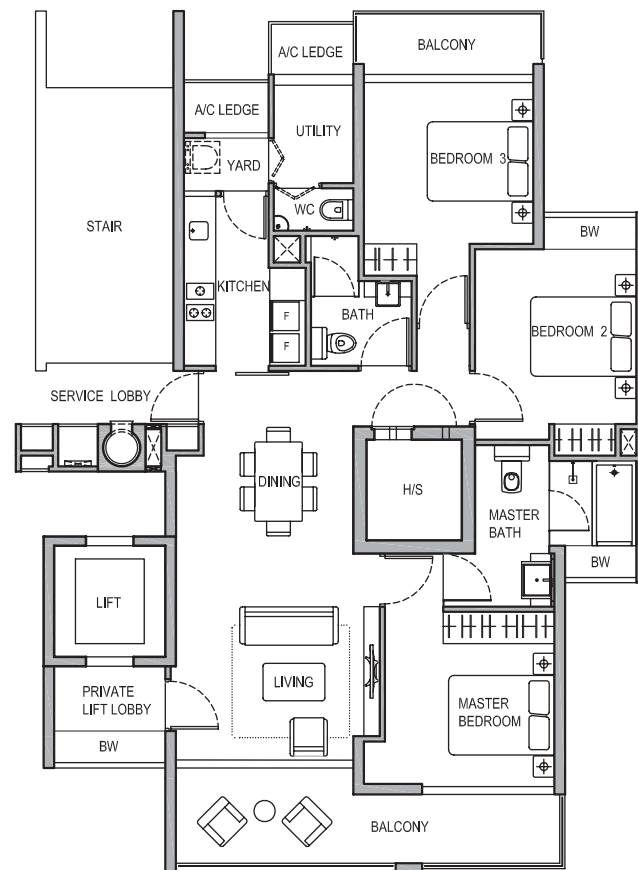 BALCONY
A/C LEDGE
A/C LEDGE
UTILITY
BEDROOM 3
YARD
WC
STAIR
BW
KITCHEN
BATH
F
BEDROOM 2
F
SERVICE LOBBY
DINING
H/S
MASTER
BATH
BW
LIFT
LIVING
PRIVATE
LIFT LOBBY
MASTER
BEDROOM
BW
BALCONY